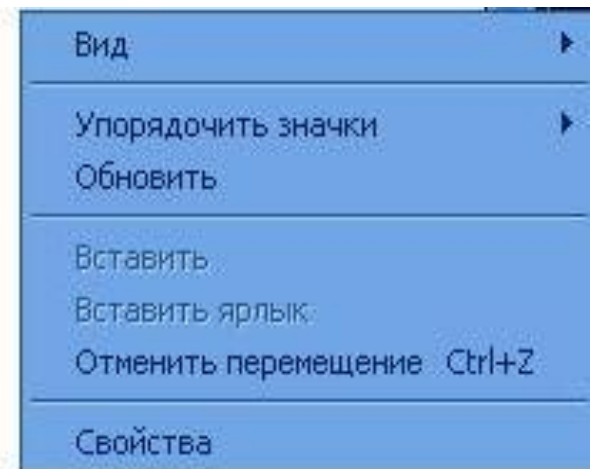 Вид
Упорядочить значки
Обновить
Вставить
Вставить ярлык
Отменить перемещение Ctrl+Z
Свойства